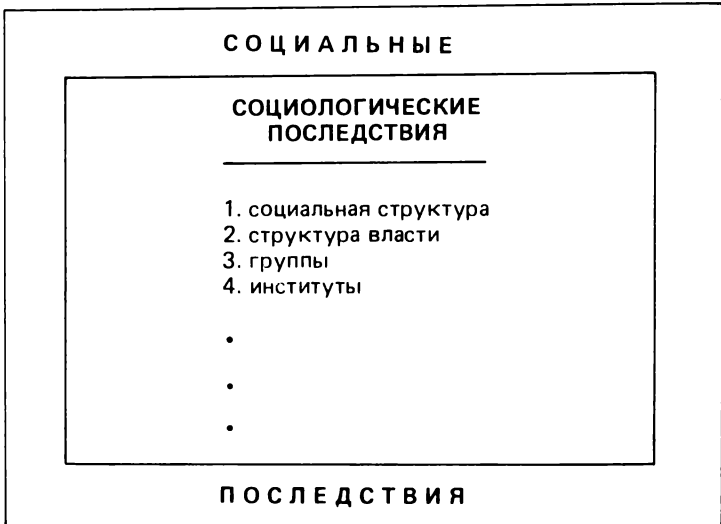 СОЦИАЛЬНЫЕ
СОЦИОЛОГИЧЕСКИЕ
ПОСЛЕДСТВИЯ
1. социальная структура
2. структура власти
3. группы
4. институты
•
•
•
ПОСЛЕДСТВИЯ